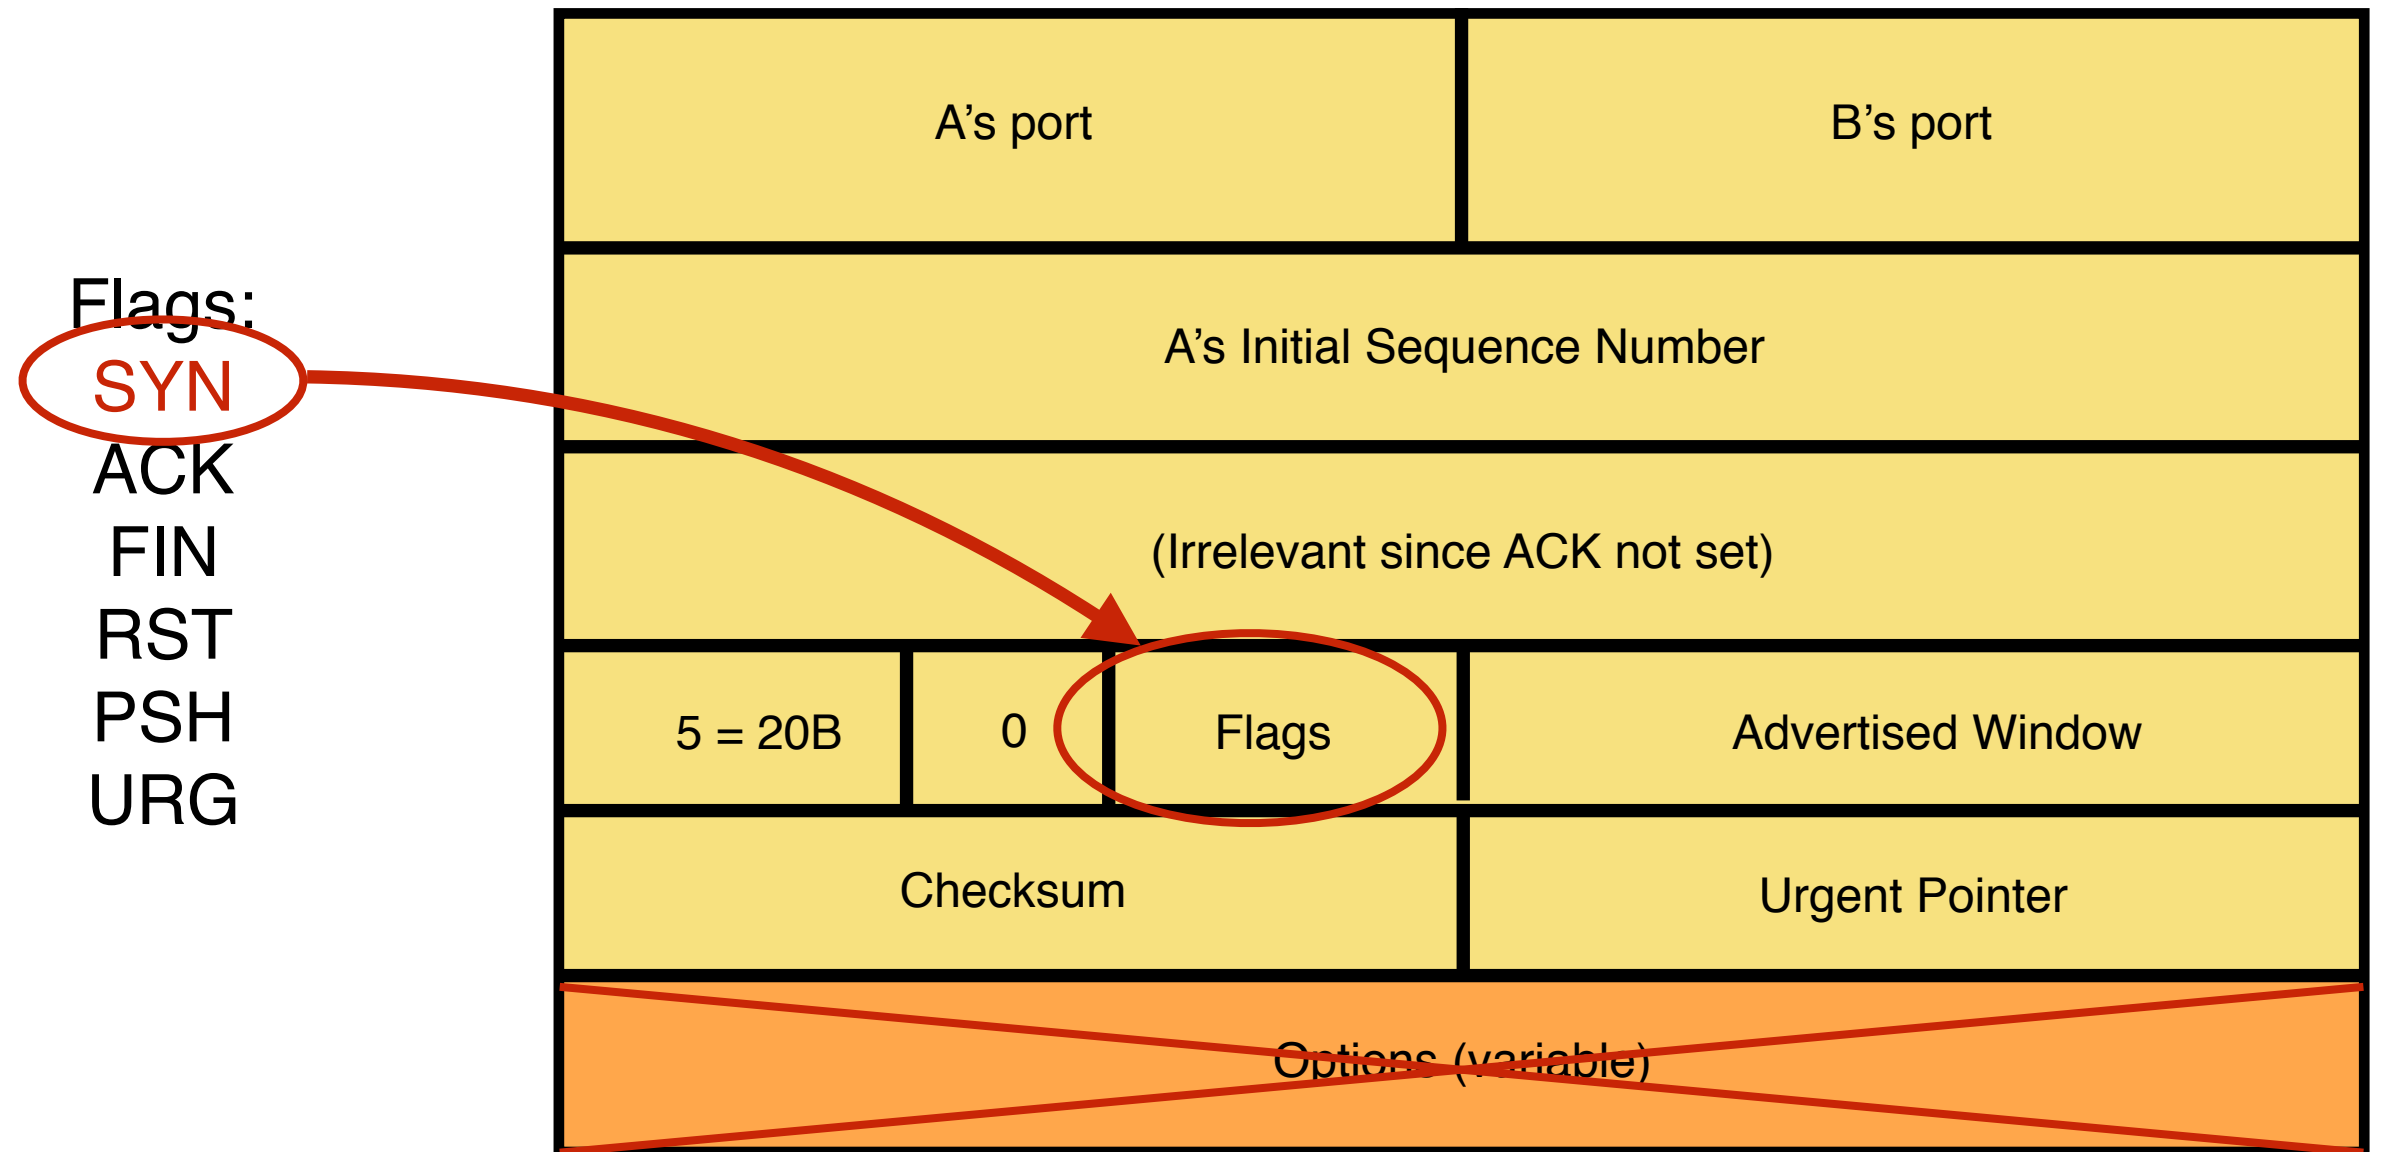 Flags:
SYN
ACK
FIN
RST
PSH
URG
A’s port
B’s port
A’s Initial Sequence Number
(Irrelevant since ACK not set)
5 = 20B
0
Flags
Advertised Window
Checksum
Urgent Pointer
Options (variable)